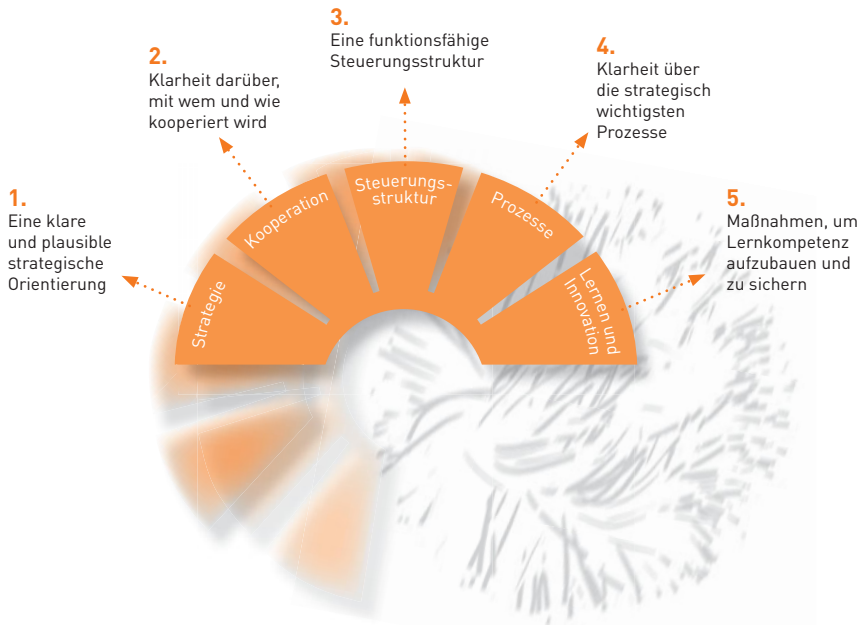 1.
Eine klare
und plausible
strategische
Orientierung
2.
Klarheit darüber,
mit wem und wie
kooperiert wird
3.
Eine funktionsfähige
Steuerungsstruktur
4.
Klarheit über
die strategisch
wichtigsten
Prozesse
5.
Maßnahmen, um
Lernkompetenz
aufzubauen und
zu sichern
Strategie
Kooperation
Steuerungs-
struktur
Prozesse
Lernen und
Innovation